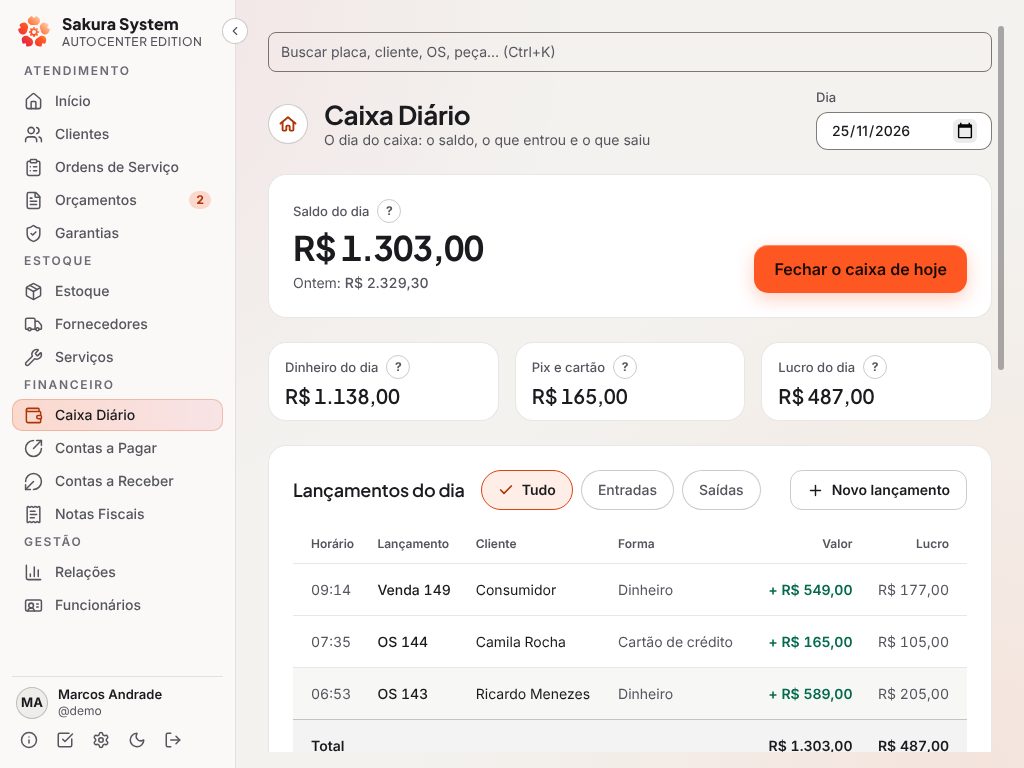 Sakura System
AUTOCENTER EDITION
ATENDIMENTO
Início
Clientes
Ordens de Serviço
Orçamentos 2
Garantias
ESTOQUE
Estoque
Fornecedores
Serviços
FINANCEIRO
Caixa Diário
Contas a Pagar
Contas a Receber
Notas Fiscais
GESTÃO
Relações
Funcionários
MA
Marcos Andrade
@demo
Buscar placa, cliente, OS, peça... (Ctrl+K)
Caixa Diário
O dia do caixa: o saldo, o que entrou e o que saiu
Dia
25/11/2026
Saldo do dia ?
R$ 1.303,00
Ontem: R$ 2.329,30
Fechar o caixa de hoje
Dinheiro do dia ?
R$ 1.138,00
Pix e cartão ?
R$ 165,00
Lucro do dia ?
R$ 487,00
Lançamentos do dia
Tudo
Entradas
Saídas
Novo lançamento
Horário Lançamento Cliente Forma Valor Lucro
09:14 Venda 149 Consumidor Dinheiro + R$ 549,00 R$ 177,00
07:35 OS 144 Camila Rocha Cartão de crédito + R$ 165,00 R$ 105,00
06:53 OS 143 Ricardo Menezes Dinheiro + R$ 589,00 R$ 205,00
Total R$ 1.303,00 R$ 487,00